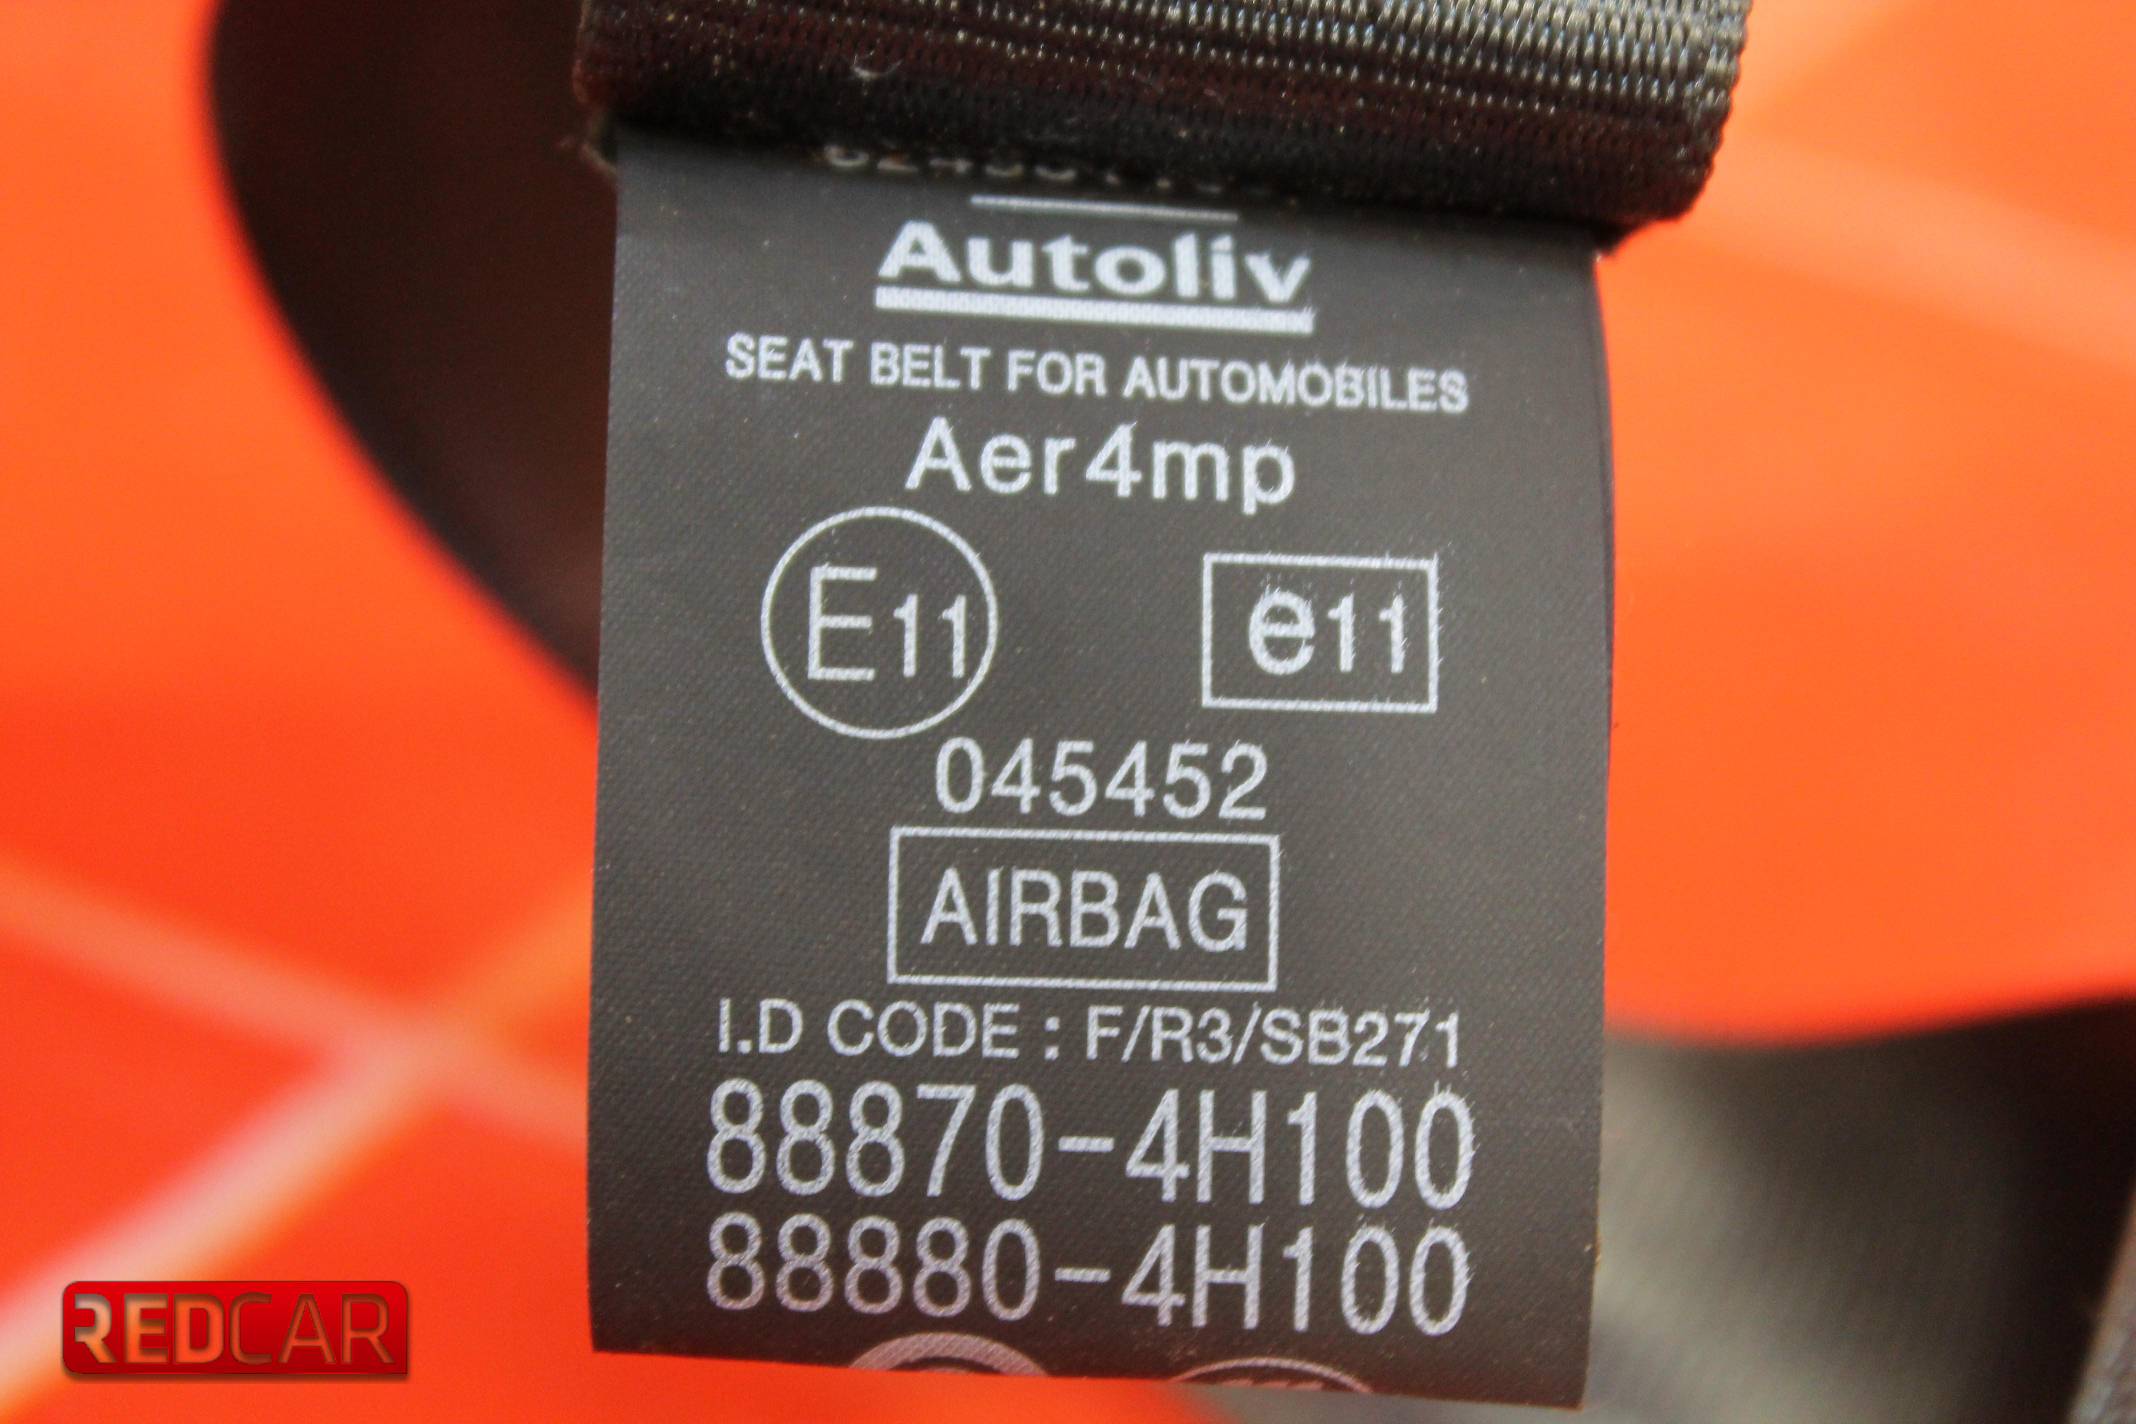 Autoliv
SEAT BELT FOR AUTOMOBILES
Aer4mp
E11 e11
045452
AIRBAG
I.D CODE : F/R3/SB271
88870-4H100
88880-4H100
REDCAR